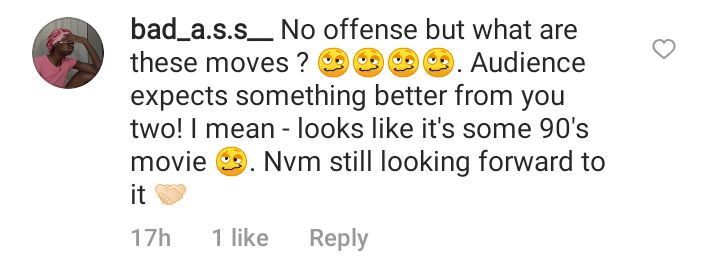 bad_a.s.s__ No offense but what are
these moves ? 🥴🥴🥴🥴. Audience
expects something better from you
two! I mean - looks like it's some 90's
movie 🥴. Nvm still looking forward to
it 🤝🏻
17h 1 like Reply